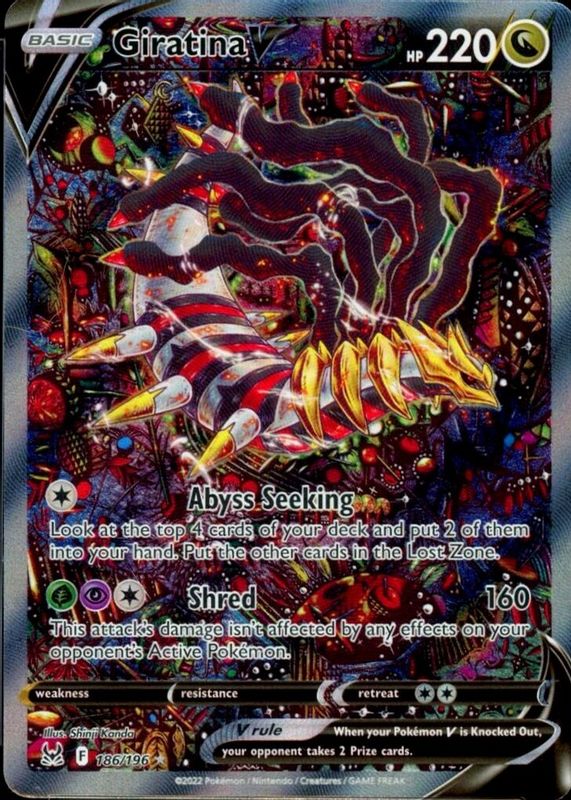 BASIC Giratina V HP 220
Abyss Seeking
Look at the top 4 cards of your deck and put 2 of them
into your hand. Put the other cards in the Lost Zone.
Shred 160
This attack's damage isn't affected by any effects on your
opponent's Active Pokémon.
weakness resistance retreat
Illus. Shinji Kanda
V rule When your Pokémon V is Knocked Out,
your opponent takes 2 Prize cards.
F 186/196
©2022 Pokémon / Nintendo / Creatures / GAME FREAK